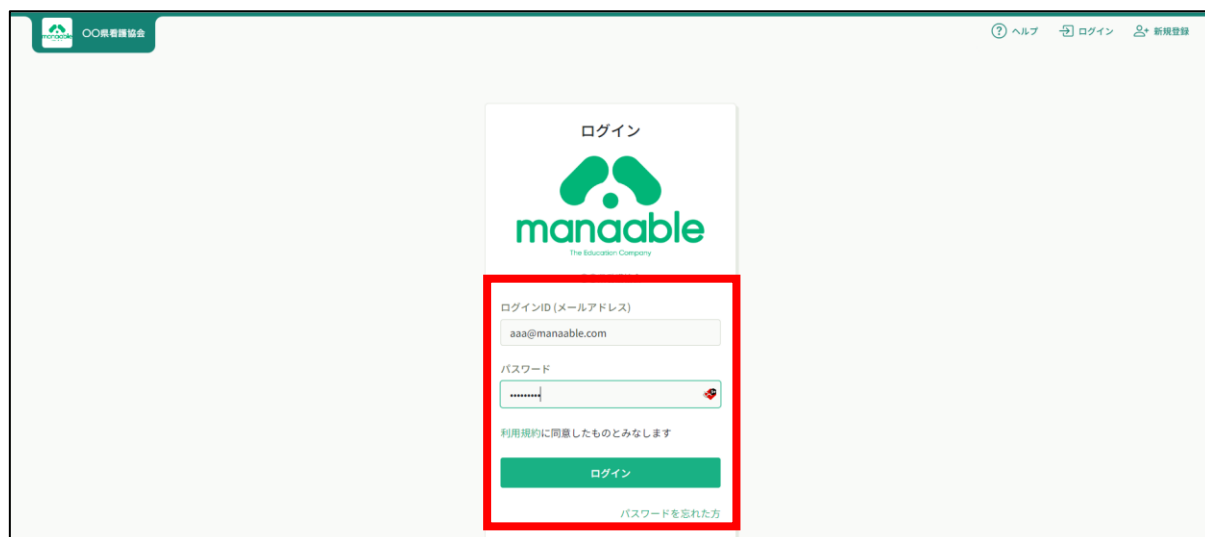 manaable
〇〇県看護協会
ヘルプ
ログイン
新規登録
ログイン
manaable
The Education Company
ログインID (メールアドレス)
aaa@manaable.com
パスワード
•••••••••
利用規約に同意したものとみなします
ログイン
パスワードを忘れた方